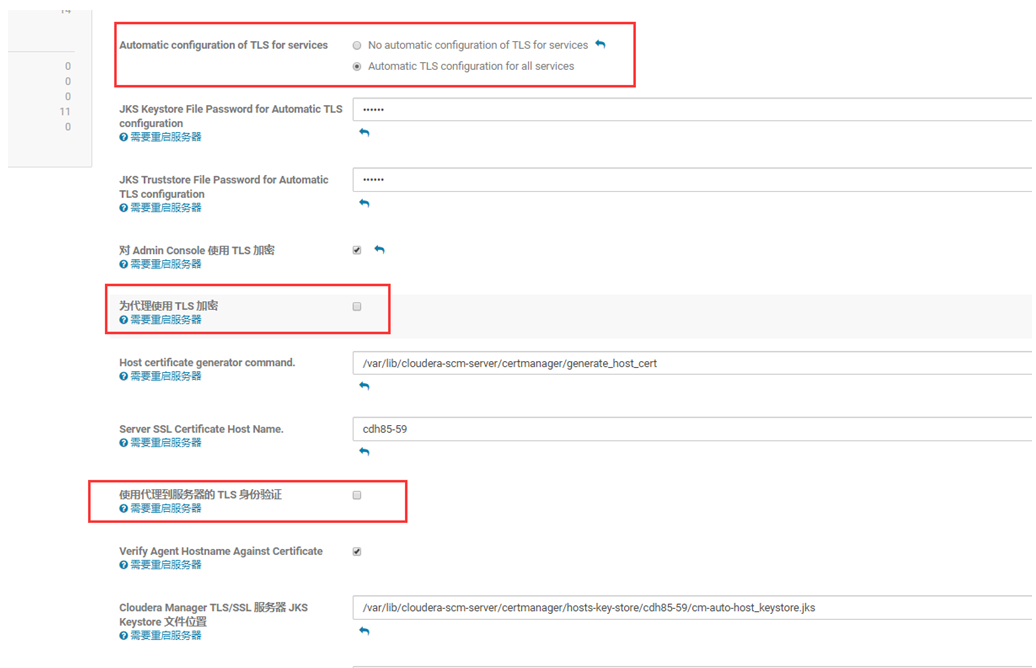 14
Automatic configuration of TLS for services
No automatic configuration of TLS for services
Automatic TLS configuration for all services
0
0
0
11
0
JKS Keystore File Password for Automatic TLS
configuration
••••••
需要重启服务器
JKS Truststore File Password for Automatic
TLS configuration
••••••
需要重启服务器
对 Admin Console 使用 TLS 加密
需要重启服务器
为代理使用 TLS 加密
需要重启服务器
Host certificate generator command.
/var/lib/cloudera-scm-server/certmanager/generate_host_cert
需要重启服务器
Server SSL Certificate Host Name.
cdh85-59
需要重启服务器
使用代理到服务器的 TLS 身份验证
需要重启服务器
Verify Agent Hostname Against Certificate
需要重启服务器
Cloudera Manager TLS/SSL 服务器 JKS
Keystore 文件位置
/var/lib/cloudera-scm-server/certmanager/hosts-key-store/cdh85-59/cm-auto-host_keystore.jks
需要重启服务器